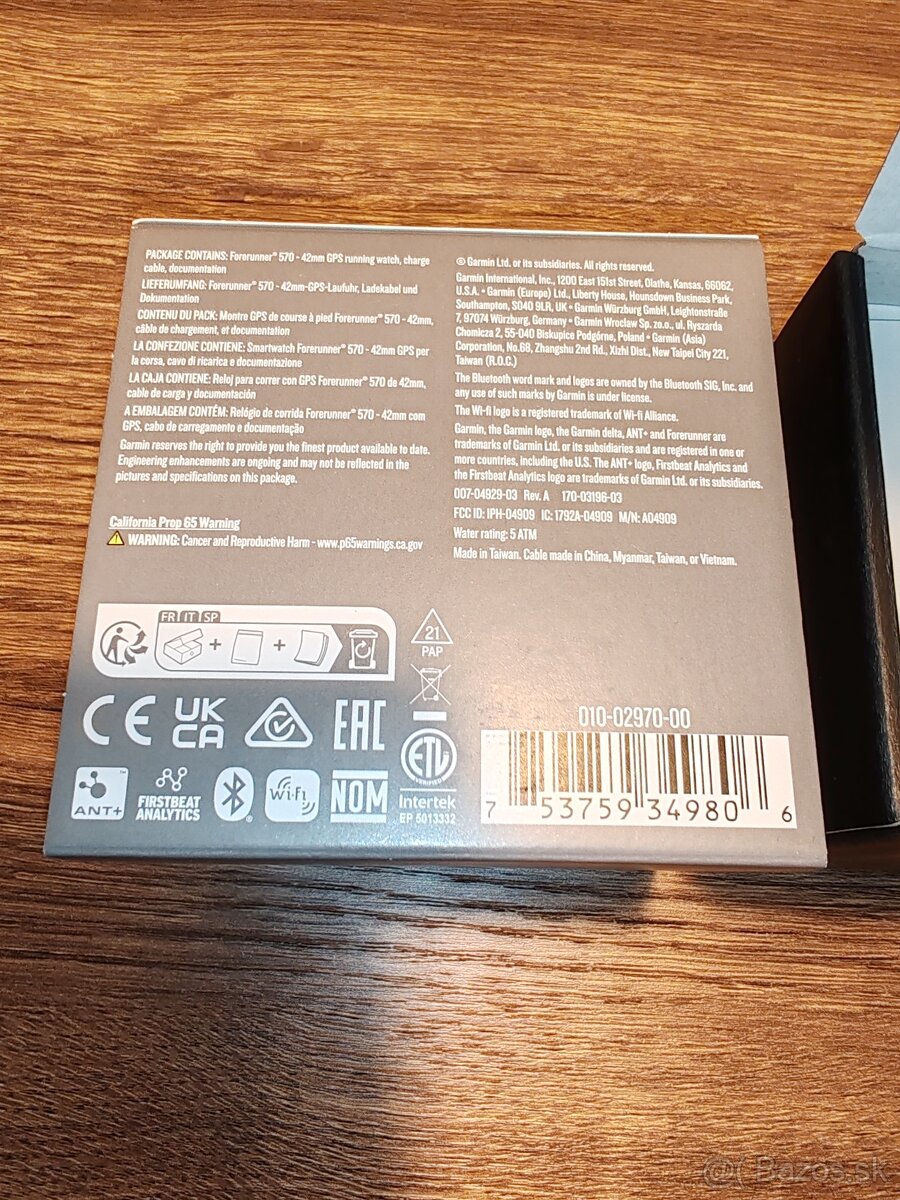 PACKAGE CONTAINS: Forerunner® 570 - 42mm GPS running watch, charge
cable, documentation
LIEFERUMFANG: Forerunner® 570 - 42mm-GPS-Laufuhr, Ladekabel und
Dokumentation
CONTENU DU PACK: Montre GPS de course à pied Forerunner® 570 - 42mm,
câble de chargement, et documentation
LA CONFEZIONE CONTIENE: Smartwatch Forerunner® 570 - 42mm GPS per
la corsa, cavo di ricarica e documentazione
LA CAJA CONTIENE: Reloj para correr con GPS Forerunner® 570 de 42mm,
cable de carga y documentación
A EMBALAGEM CONTÉM: Relógio de corrida Forerunner® 570 - 42mm com
GPS, cabo de carregamento e documentação
Garmin reserves the right to provide you the finest product available to date.
Engineering enhancements are ongoing and may not be reflected in the
pictures and specifications on this package.
California Prop 65 Warning
WARNING: Cancer and Reproductive Harm - www.p65warnings.ca.gov
© Garmin Ltd. or its subsidiaries. All rights reserved.
Garmin International, Inc., 1200 East 151st Street, Olathe, Kansas, 66062,
U.S.A. • Garmin (Europe) Ltd., Liberty House, Hounsdown Business Park,
Southampton, SO40 9LR, UK • Garmin Würzburg GmbH, Leightonstraße
7, 97074 Würzburg, Germany • Garmin Wrocław Sp. zo.o., ul. Ryszarda
Chomicza 2, 55-040 Biskupice Podgórne, Poland • Garmin (Asia)
Corporation, No.68, Zhangshu 2nd Rd., Xizhi Dist., New Taipei City 221,
Taiwan (R.O.C.)
The Bluetooth word mark and logos are owned by the Bluetooth SIG, Inc. and
any use of such marks by Garmin is under license.
The Wi-fi logo is a registered trademark of Wi-Fi Alliance.
Garmin, the Garmin logo, the Garmin delta, ANT+ and Forerunner are
trademarks of Garmin Ltd. or its subsidiaries and are registered in one or
more countries, including the U.S. The ANT+ logo, Firstbeat Analytics and
the Firstbeat Analytics logo are trademarks of Garmin Ltd. or its subsidiaries.
007-04929-03 Rev. A 170-03196-03
FCC ID: IPH-04909 IC: 1792A-04909 M/N: A04909
Water rating: 5 ATM
Made in Taiwan. Cable made in China, Myanmar, Taiwan, or Vietnam.
FR IT SP
+ +
21
PAP
CE UK
CA EAC
ANT+ FIRSTBEAT
ANALYTICS Wi-Fi NOM
ETL
VERIFIED
Intertek
EP 5013332
010-02970-00
7 53759 34980 6
Bazos.sk